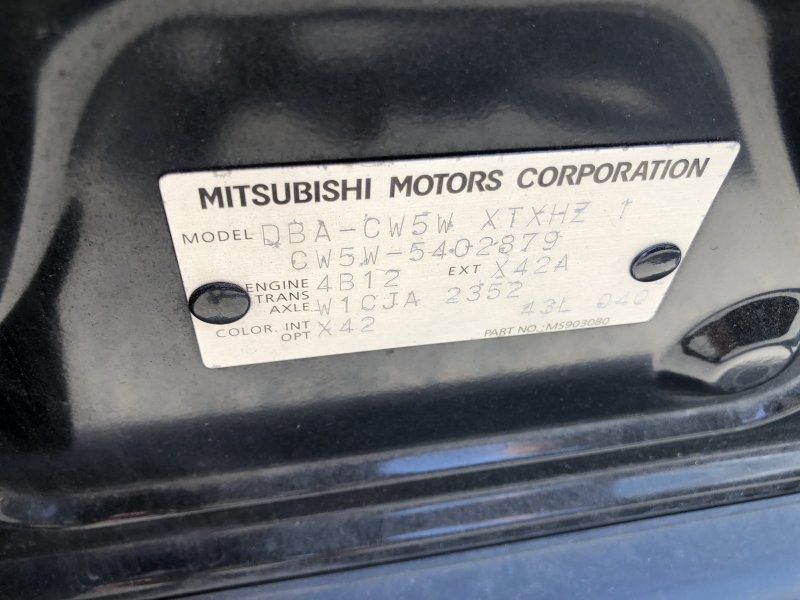 MITSUBISHI MOTORS CORPORATION
MODEL DBA-CW5W XTXHZ
CW5W-5402879
ENGINE 4B12 EXT X42A
TRANS AXLE W1CJA 2352 43L 040
COLOR. INT OPT X42
PART NO.: MS903080